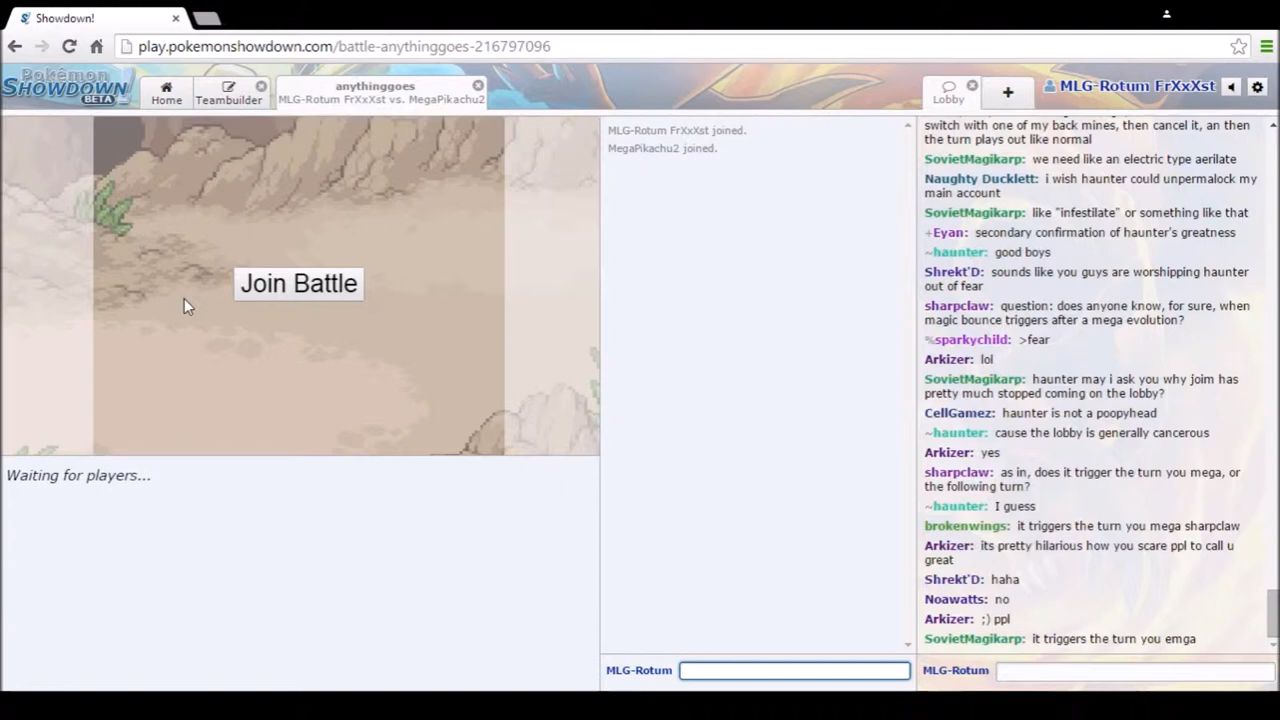 Showdown!
play.pokemonshowdown.com/battle-anythinggoes-216797096
Pokémon
SHOWDOWN
BETA
Home
Teambuilder
anythinggoes
MLG-Rotum FrXxXst vs. MegaPikachu2
Lobby
MLG-Rotum FrXxXst
Join Battle
Waiting for players...
MLG-Rotum FrXxXst joined.
MegaPikachu2 joined.
MLG-Rotum
switch with one of my back mines, then cancel it, an then
the turn plays out like normal
SovietMagikarp: we need like an electric type aerilate
Naughty Ducklett: i wish haunter could unpermalock my
main account
SovietMagikarp: like "infestilate" or something like that
+Eyan: secondary confirmation of haunter's greatness
~haunter: good boys
Shrekt'D: sounds like you guys are worshipping haunter
out of fear
sharpclaw: question: does anyone know, for sure, when
magic bounce triggers after a mega evolution?
%sparkychild: >fear
Arkizer: lol
SovietMagikarp: haunter may i ask you why joim has
pretty much stopped coming on the lobby?
CellGamez: haunter is not a poopyhead
~haunter: cause the lobby is generally cancerous
Arkizer: yes
sharpclaw: as in, does it trigger the turn you mega, or
the following turn?
~haunter: I guess
brokenwings: it triggers the turn you mega sharpclaw
Arkizer: its pretty hilarious how you scare ppl to call u
great
Shrekt'D: haha
Noawatts: no
Arkizer: ;) ppl
SovietMagikarp: it triggers the turn you emga
MLG-Rotum